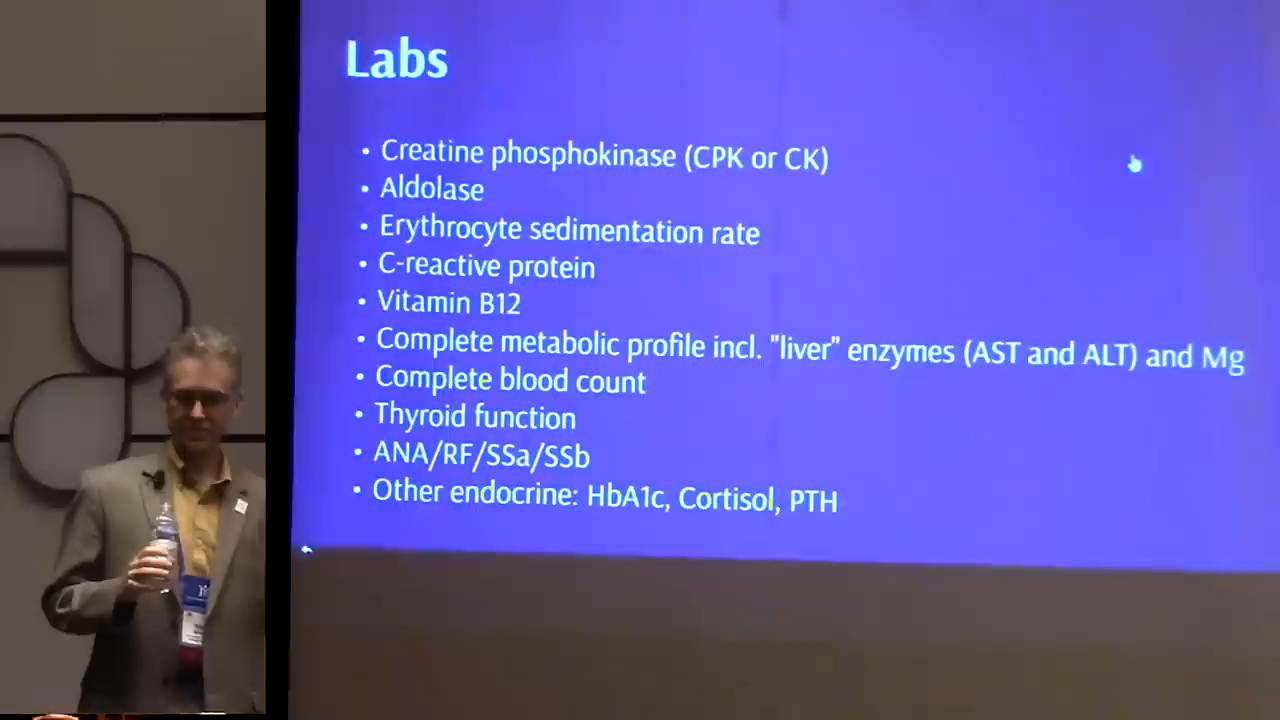 Labs
• Creatine phosphokinase (CPK or CK)
• Aldolase
• Erythrocyte sedimentation rate
• C-reactive protein
• Vitamin B12
• Complete metabolic profile incl. "liver" enzymes (AST and ALT) and Mg
• Complete blood count
• Thyroid function
• ANA/RF/SSa/SSb
• Other endocrine: HbA1c, Cortisol, PTH